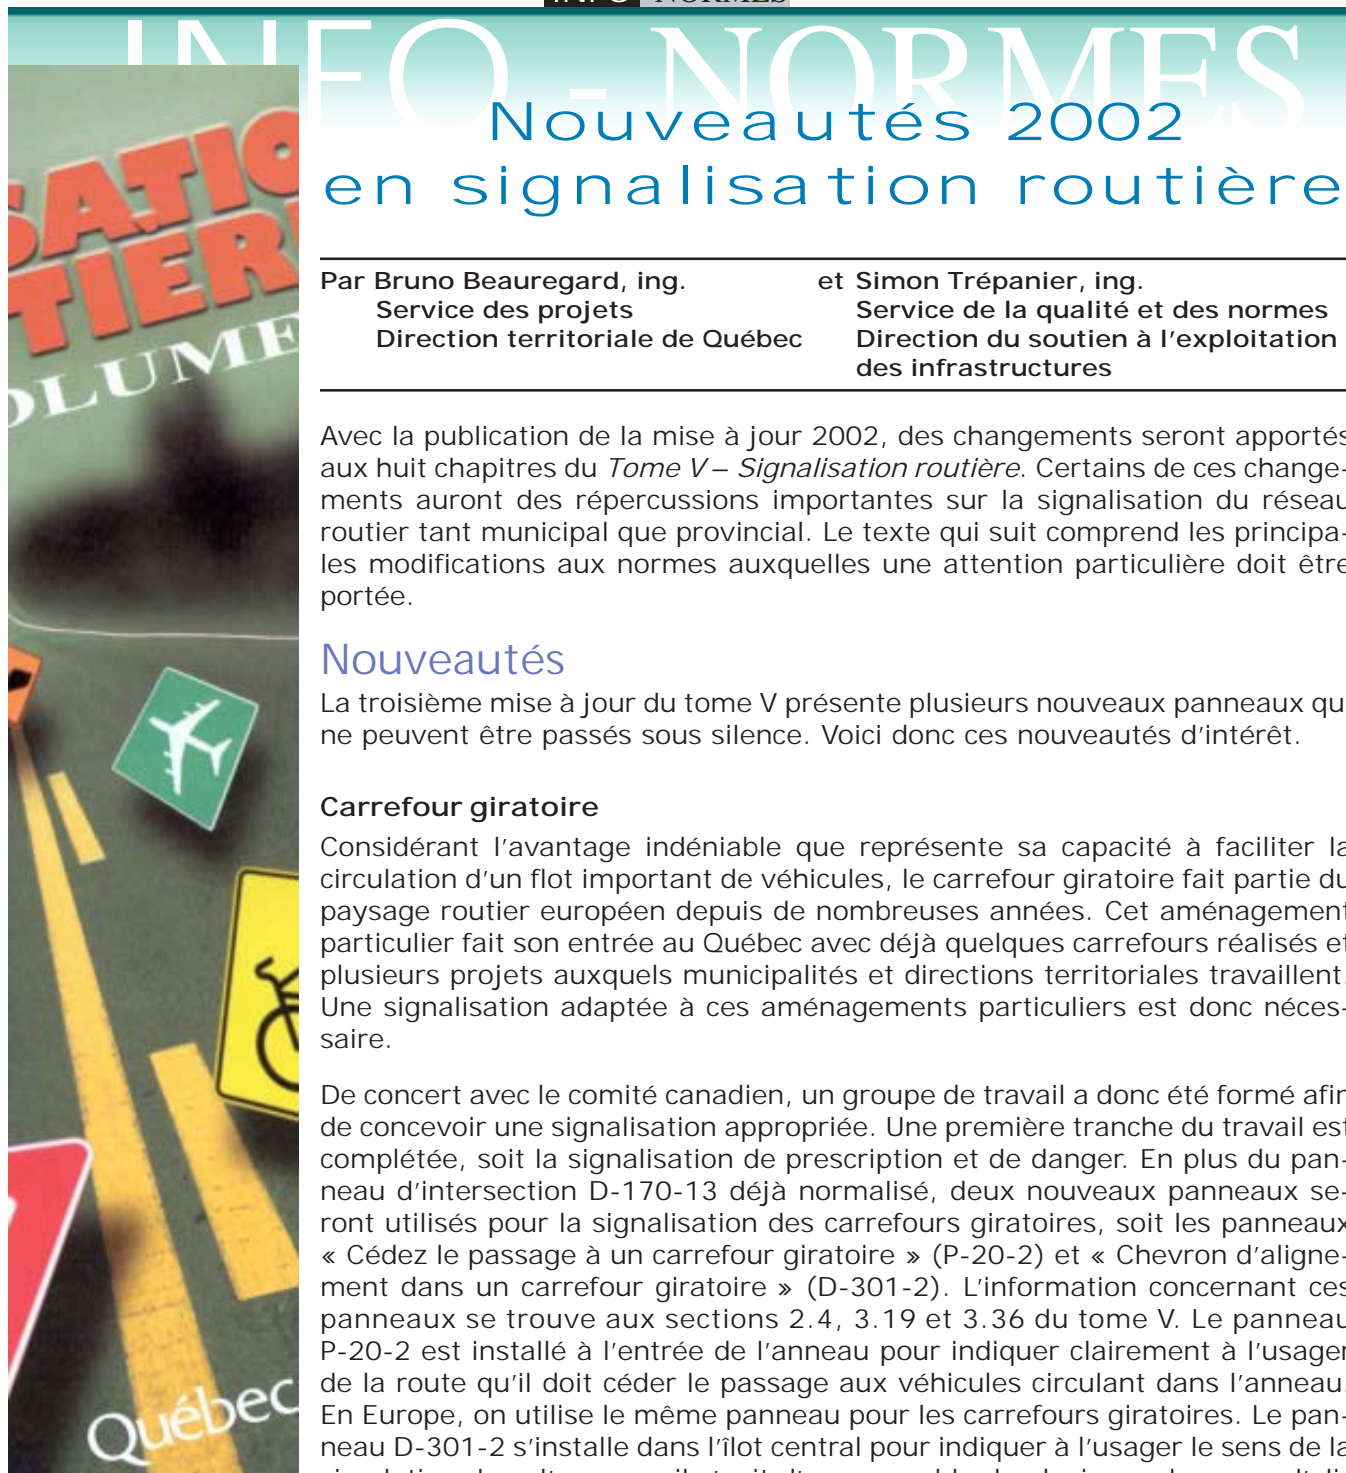 INFO - NORMES
Nouveautés 2002
en signalisation routière
Par Bruno Beauregard, ing.
Service des projets
Direction territoriale de Québec
et Simon Trépanier, ing.
Service de la qualité et des normes
Direction du soutien à l'exploitation
des infrastructures
Avec la publication de la mise à jour 2002, des changements seront apportés
aux huit chapitres du Tome V – Signalisation routière. Certains de ces change-
ments auront des répercussions importantes sur la signalisation du réseau
routier tant municipal que provincial. Le texte qui suit comprend les principa-
les modifications aux normes auxquelles une attention particulière doit être
portée.
Nouveautés
La troisième mise à jour du tome V présente plusieurs nouveaux panneaux qu
ne peuvent être passés sous silence. Voici donc ces nouveautés d'intérêt.
Carrefour giratoire
Considérant l'avantage indéniable que représente sa capacité à faciliter la
circulation d'un flot important de véhicules, le carrefour giratoire fait partie du
paysage routier européen depuis de nombreuses années. Cet aménagement
particulier fait son entrée au Québec avec déjà quelques carrefours réalisés et
plusieurs projets auxquels municipalités et directions territoriales travaillent.
Une signalisation adaptée à ces aménagements particuliers est donc néces-
saire.
De concert avec le comité canadien, un groupe de travail a donc été formé afin
de concevoir une signalisation appropriée. Une première tranche du travail est
complétée, soit la signalisation de prescription et de danger. En plus du pan-
neau d'intersection D-170-13 déjà normalisé, deux nouveaux panneaux se-
ront utilisés pour la signalisation des carrefours giratoires, soit les panneaux
« Cédez le passage à un carrefour giratoire » (P-20-2) et « Chevron d'aligne-
ment dans un carrefour giratoire » (D-301-2). L'information concernant ces
panneaux se trouve aux sections 2.4, 3.19 et 3.36 du tome V. Le panneau
P-20-2 est installé à l'entrée de l'anneau pour indiquer clairement à l'usager
de la route qu'il doit céder le passage aux véhicules circulant dans l'anneau.
En Europe, on utilise le même panneau pour les carrefours giratoires. Le pan-
neau D-301-2 s'installe dans l'îlot central pour indiquer à l'usager le sens de la
SATIO
TIER
OLUME
Québec